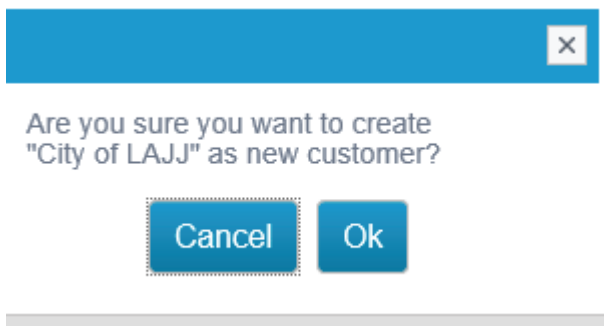 Are you sure you want to create
"City of LAJJ" as new customer?
Cancel Ok